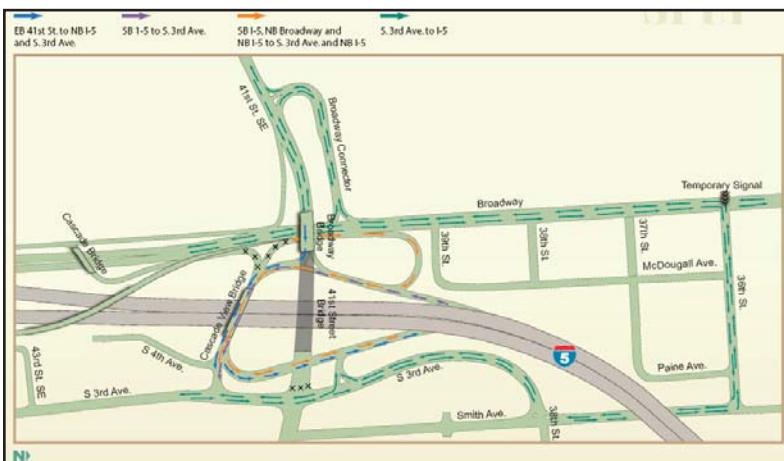 EB 41st St. to NB I-5
and S. 3rd Ave.
SB 1-5 to S. 3rd Ave.
SB I-5, NB Broadway and
NB I-5 to S. 3rd Ave. and NB I-5
S. 3rd Ave. to I-5
41st St. SE
Broadway Connector
Temporary Signal
Broadway
Cascade Bridge
Broadway
Bridge
39th St.
38th St.
37th St.
36th St.
McDougall Ave.
Cascade View Bridge
41st Street
Bridge
5
43rd St. SE
S 4th Ave.
S 3rd Ave.
S 3rd Ave.
Paine Ave.
Smith Ave.
38th St.
N